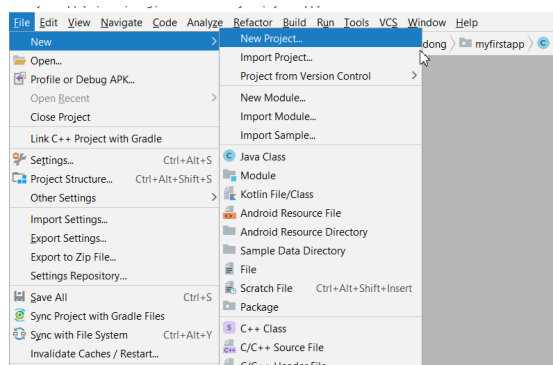 File Edit View Navigate Code Analyze Refactor Build Run Tools VCS Window Help
dong myfirstapp
New
Open...
Profile or Debug APK...
Open Recent
Close Project
Link C++ Project with Gradle
Settings... Ctrl+Alt+S
Project Structure... Ctrl+Alt+Shift+S
Other Settings
Import Settings...
Export Settings...
Export to Zip File...
Settings Repository...
Save All Ctrl+S
Sync Project with Gradle Files
Sync with File System Ctrl+Alt+Y
Invalidate Caches / Restart...
New Project...
Import Project...
Project from Version Control
New Module...
Import Module...
Import Sample...
Java Class
Module
Kotlin File/Class
Android Resource File
Android Resource Directory
Sample Data Directory
File
Scratch File Ctrl+Alt+Shift+Insert
Package
C++ Class
C/C++ Source File
C/C++ Header File